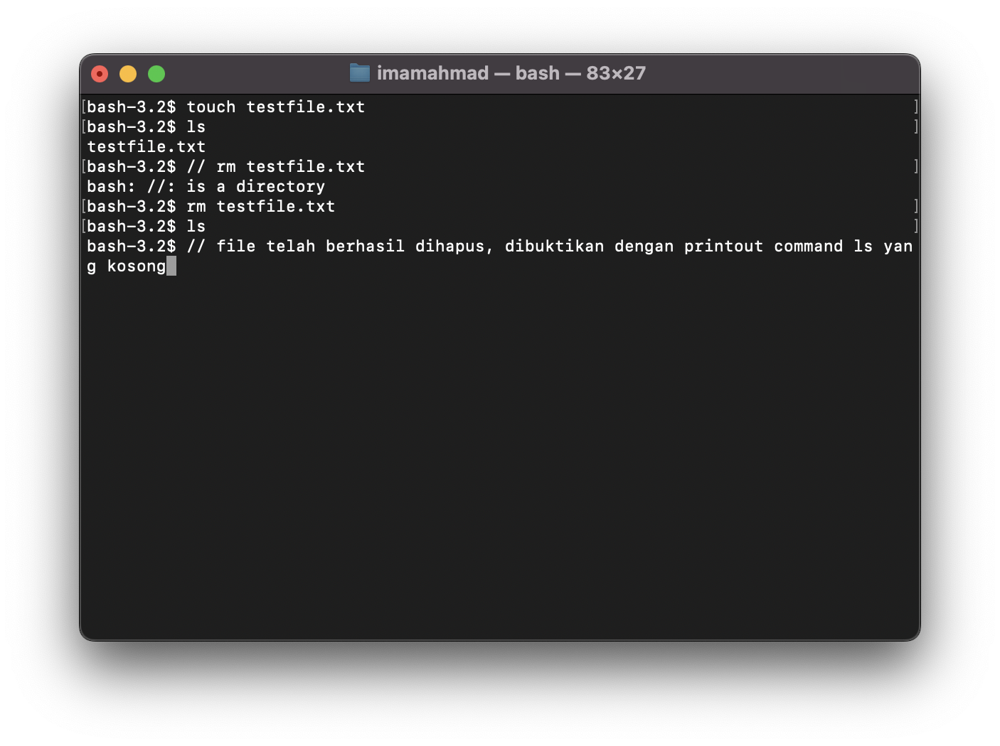 imamahmad — bash — 83×27
[bash-3.2$ touch testfile.txt ]
[bash-3.2$ ls ]
testfile.txt
[bash-3.2$ // rm testfile.txt ]
bash: //: is a directory
[bash-3.2$ rm testfile.txt ]
[bash-3.2$ ls ]
bash-3.2$ // file telah berhasil dihapus, dibuktikan dengan printout command ls yan
g kosong